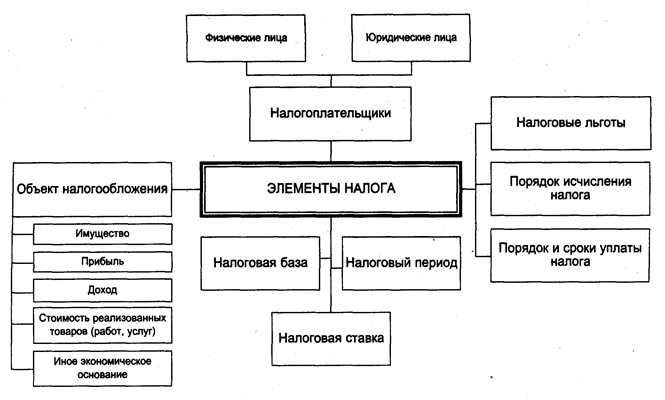 Физические лица
Юридические лица
Налогоплательщики
Налоговые льготы
Объект налогообложения
ЭЛЕМЕНТЫ НАЛОГА
Порядок исчисления
налога
Имущество
Прибыль
Доход
Стоимость реализованных
товаров (работ, услуг)
Иное экономическое
основание
Налоговая база
Налоговый период
Порядок и сроки уплаты
налога
Налоговая ставка